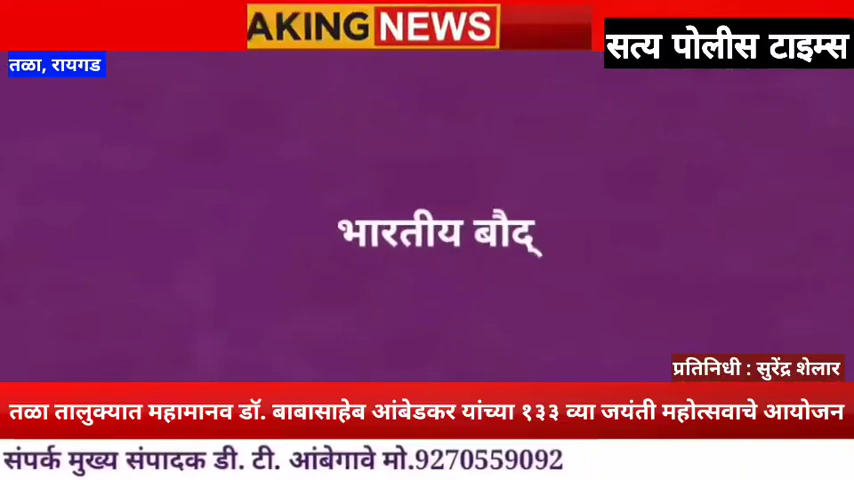 AKING NEWS
सत्य पोलीस टाइम्स
तळा, रायगड
भारतीय बौद्
प्रतिनिधी : सुरेंद्र शेलार
तळा तालुक्यात महामानव डॉ. बाबासाहेब आंबेडकर यांच्या १३३ व्या जयंती महोत्सवाचे आयोजन
संपर्क मुख्य संपादक डी. टी. आंबेगावे मो.9270559092